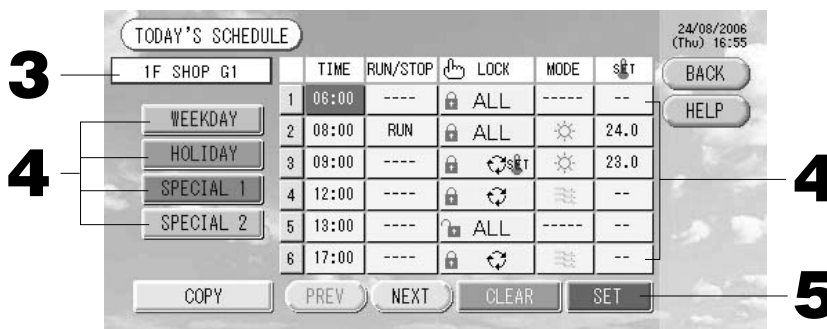 TODAY'S SCHEDULE
24/08/2006
(Thu) 16:55
3
1F SHOP G1
TIME RUN/STOP LOCK MODE SET
BACK
HELP
WEEKDAY
HOLIDAY
SPECIAL 1
SPECIAL 2
4
1 06:00 ---- ALL ----- --
2 08:00 RUN ALL 24.0
3 09:00 ---- SET 23.0
4 12:00 ---- --
5 13:00 ---- ALL ----- --
6 17:00 ---- --
4
COPY PREV NEXT CLEAR SET
5